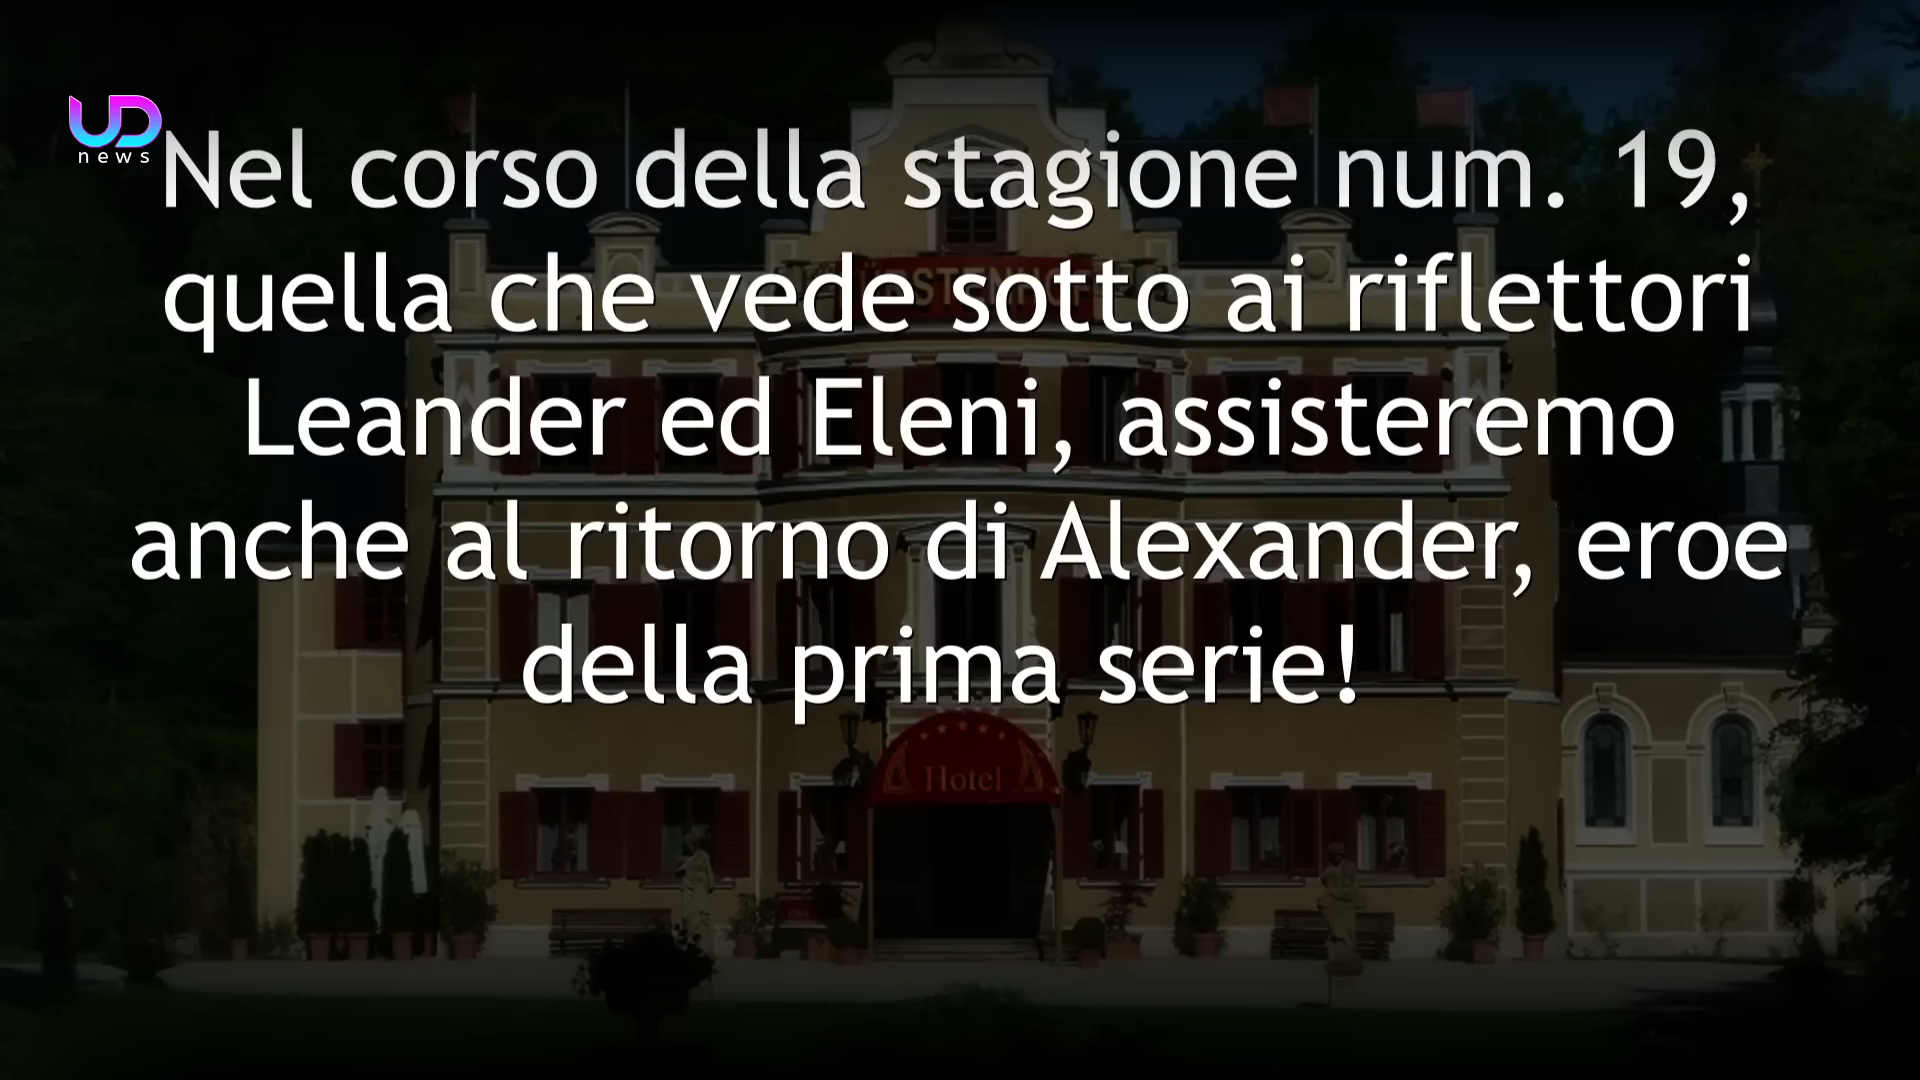 UD
news
Nel corso della stagione num. 19,
quella che vede sotto ai riflettori
Leander ed Eleni, assisteremo
anche al ritorno di Alexander, eroe
della prima serie!
Hotel